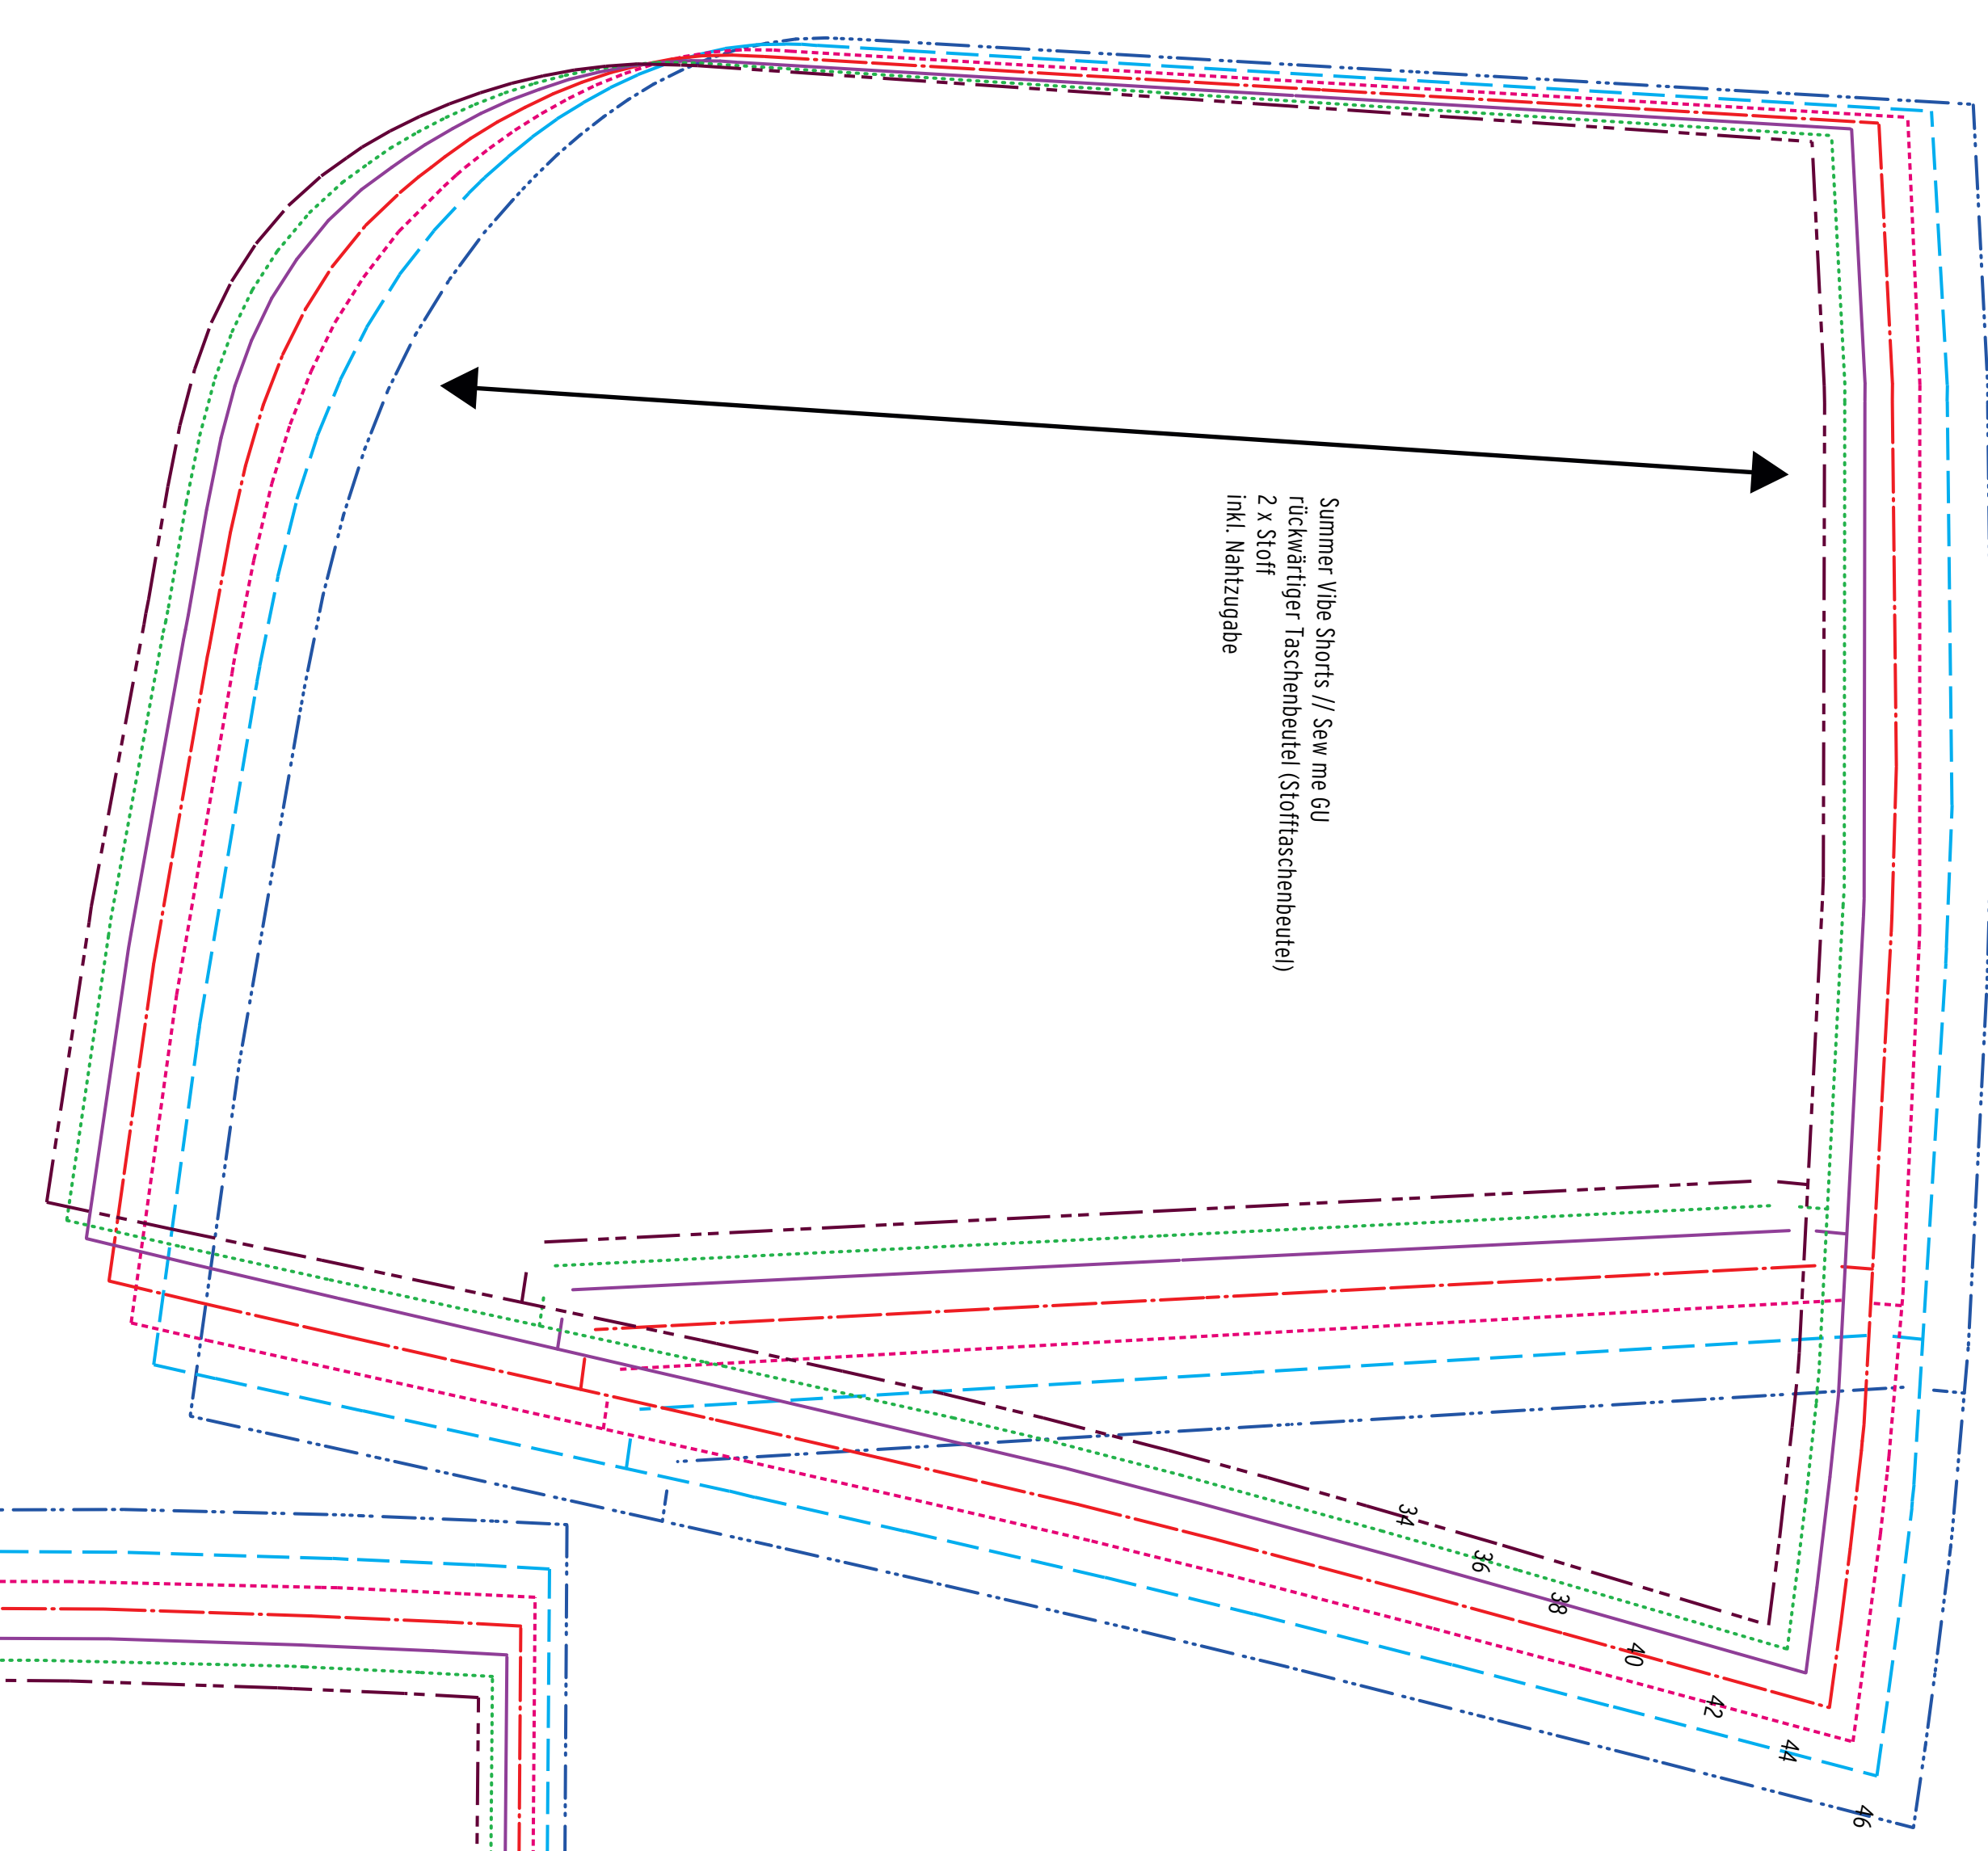 Summer Vibe Shorts // Sew me GU
rückwärtiger Taschenbeutel (Stofftaschenbeutel)
2 x Stoff
inkl. Nahtzugabe
34
36
38
40
42
44
46